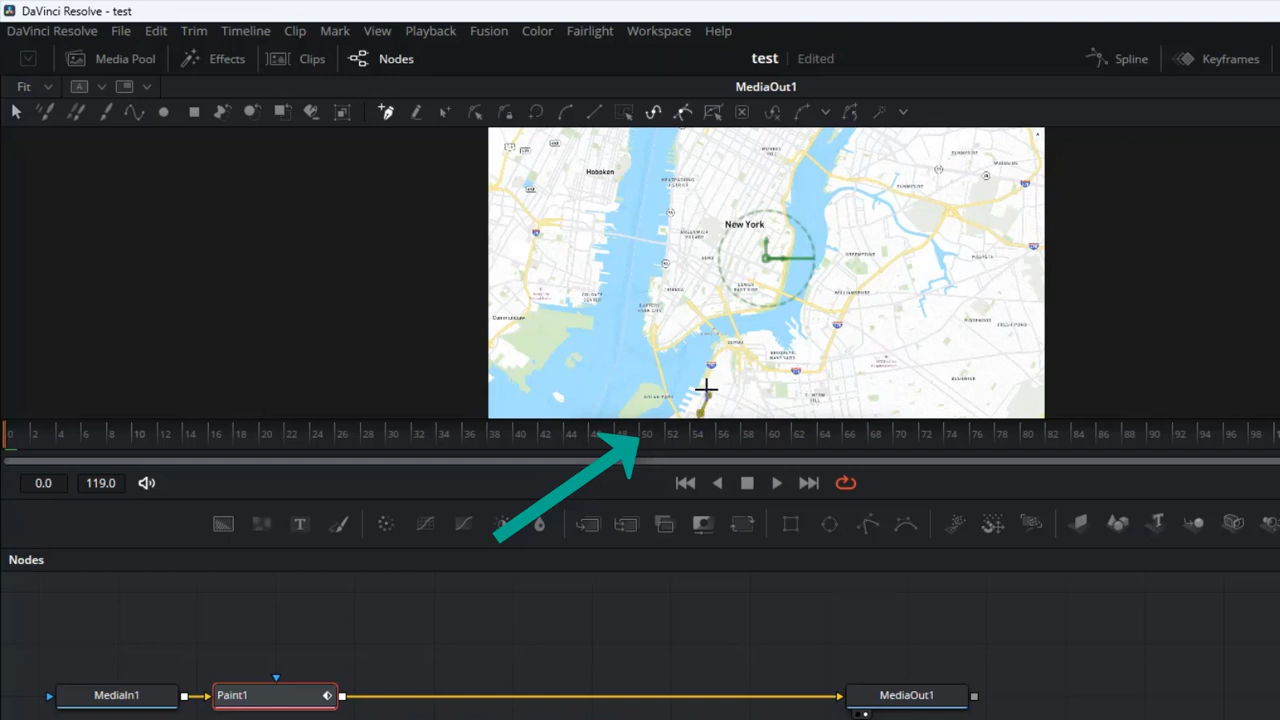 DaVinci Resolve - test
DaVinci Resolve File Edit Trim Timeline Clip Mark View Playback Fusion Color Fairlight Workspace Help
Media Pool Effects Clips Nodes test Edited Spline Keyframes
Fit A MediaOut1
Hoboken
New York
WILLIAMSBURG
0 2 4 6 8 10 12 14 16 18 20 22 24 26 28 30 32 34 36 38 40 42 44 46 48 50 52 54 56 58 60 62 64 66 68 70 72 74 76 78 80 82 84 86 88 90 92 94 96 98
0.0 119.0
Nodes
MediaIn1 Paint1 MediaOut1